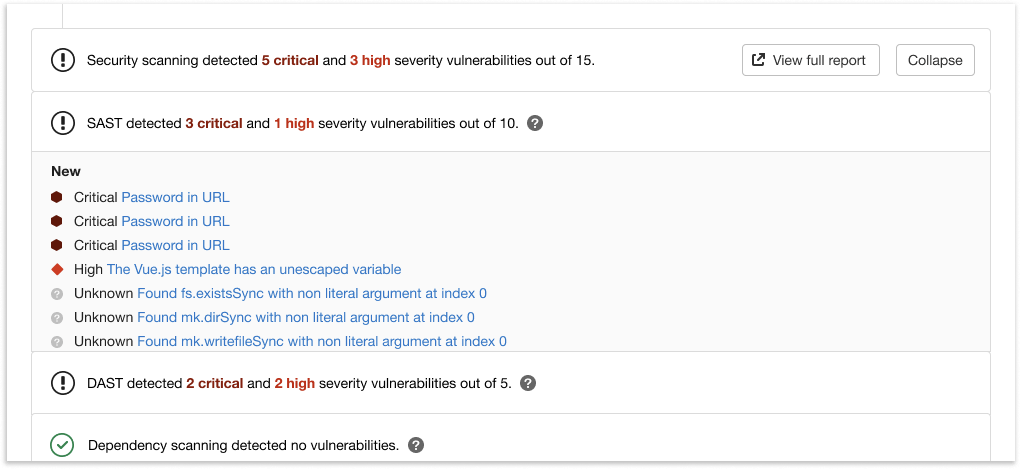 Security scanning detected 5 critical and 3 high severity vulnerabilities out of 15.
View full report
Collapse
SAST detected 3 critical and 1 high severity vulnerabilities out of 10.
New
Critical Password in URL
Critical Password in URL
Critical Password in URL
High The Vue.js template has an unescaped variable
Unknown Found fs.existsSync with non literal argument at index 0
Unknown Found mk.dirSync with non literal argument at index 0
Unknown Found mk.writefileSync with non literal argument at index 0
DAST detected 2 critical and 2 high severity vulnerabilities out of 5.
Dependency scanning detected no vulnerabilities.